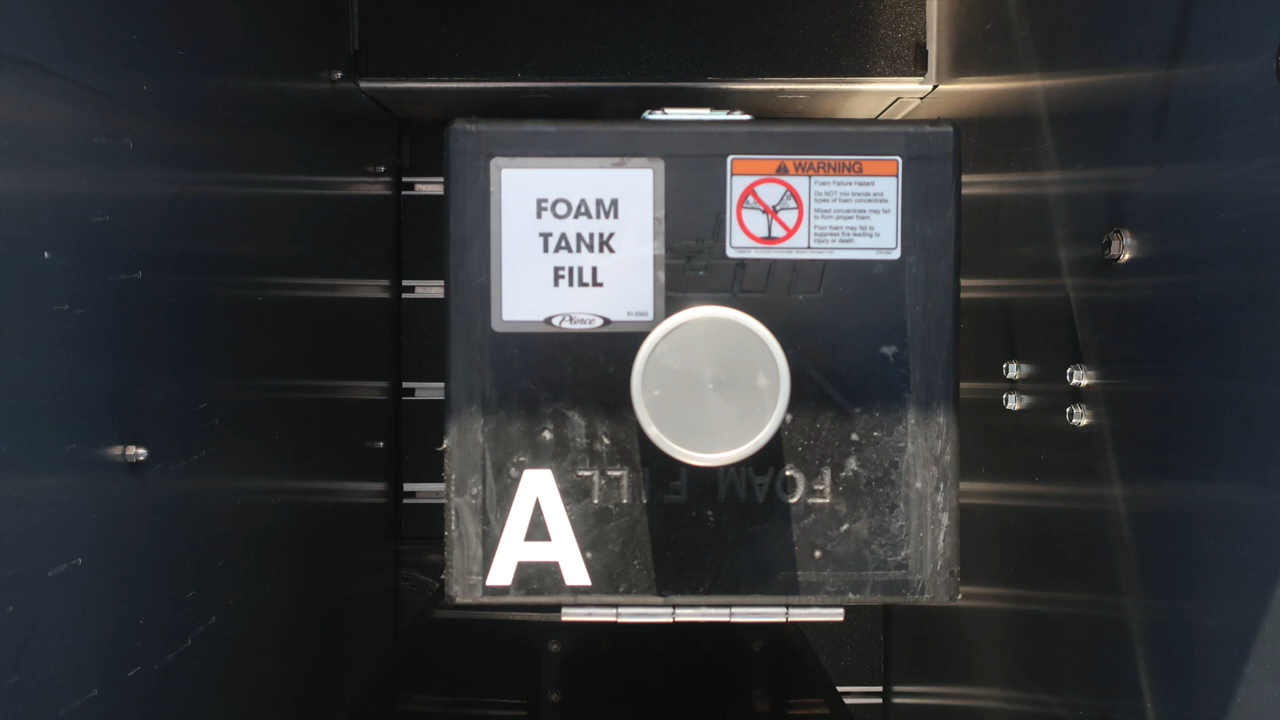 FOAM
TANK
FILL
Pierce
WARNING
Foam Failure Hazard
Do NOT mix brands and
types of foam concentrate.
Mixed concentrate may fail
to form proper foam.
Poor foam may fail to
suppress fire leading to
injury or death.
FOAM FILL
A